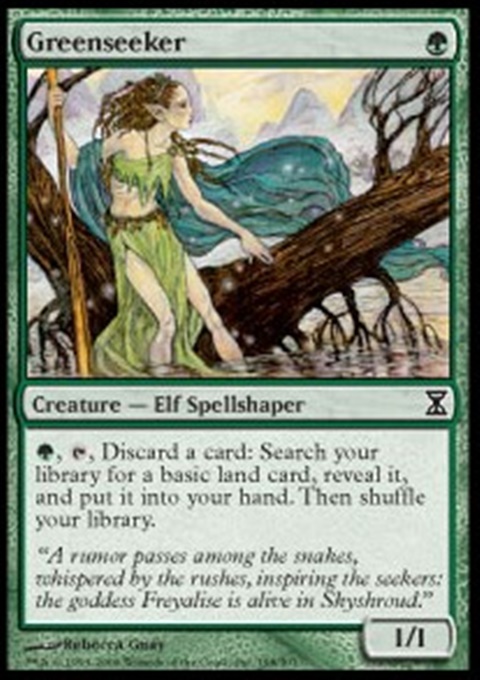 Greenseeker
Creature — Elf Spellshaper
, , Discard a card: Search your
library for a basic land card, reveal it,
and put it into your hand. Then shuffle
your library.
“A rumor passes among the snakes,
whispered by the rushes, inspiring the seekers:
the goddess Freyalise is alive in Skyshroud.”
Rebecca Guay
1/1